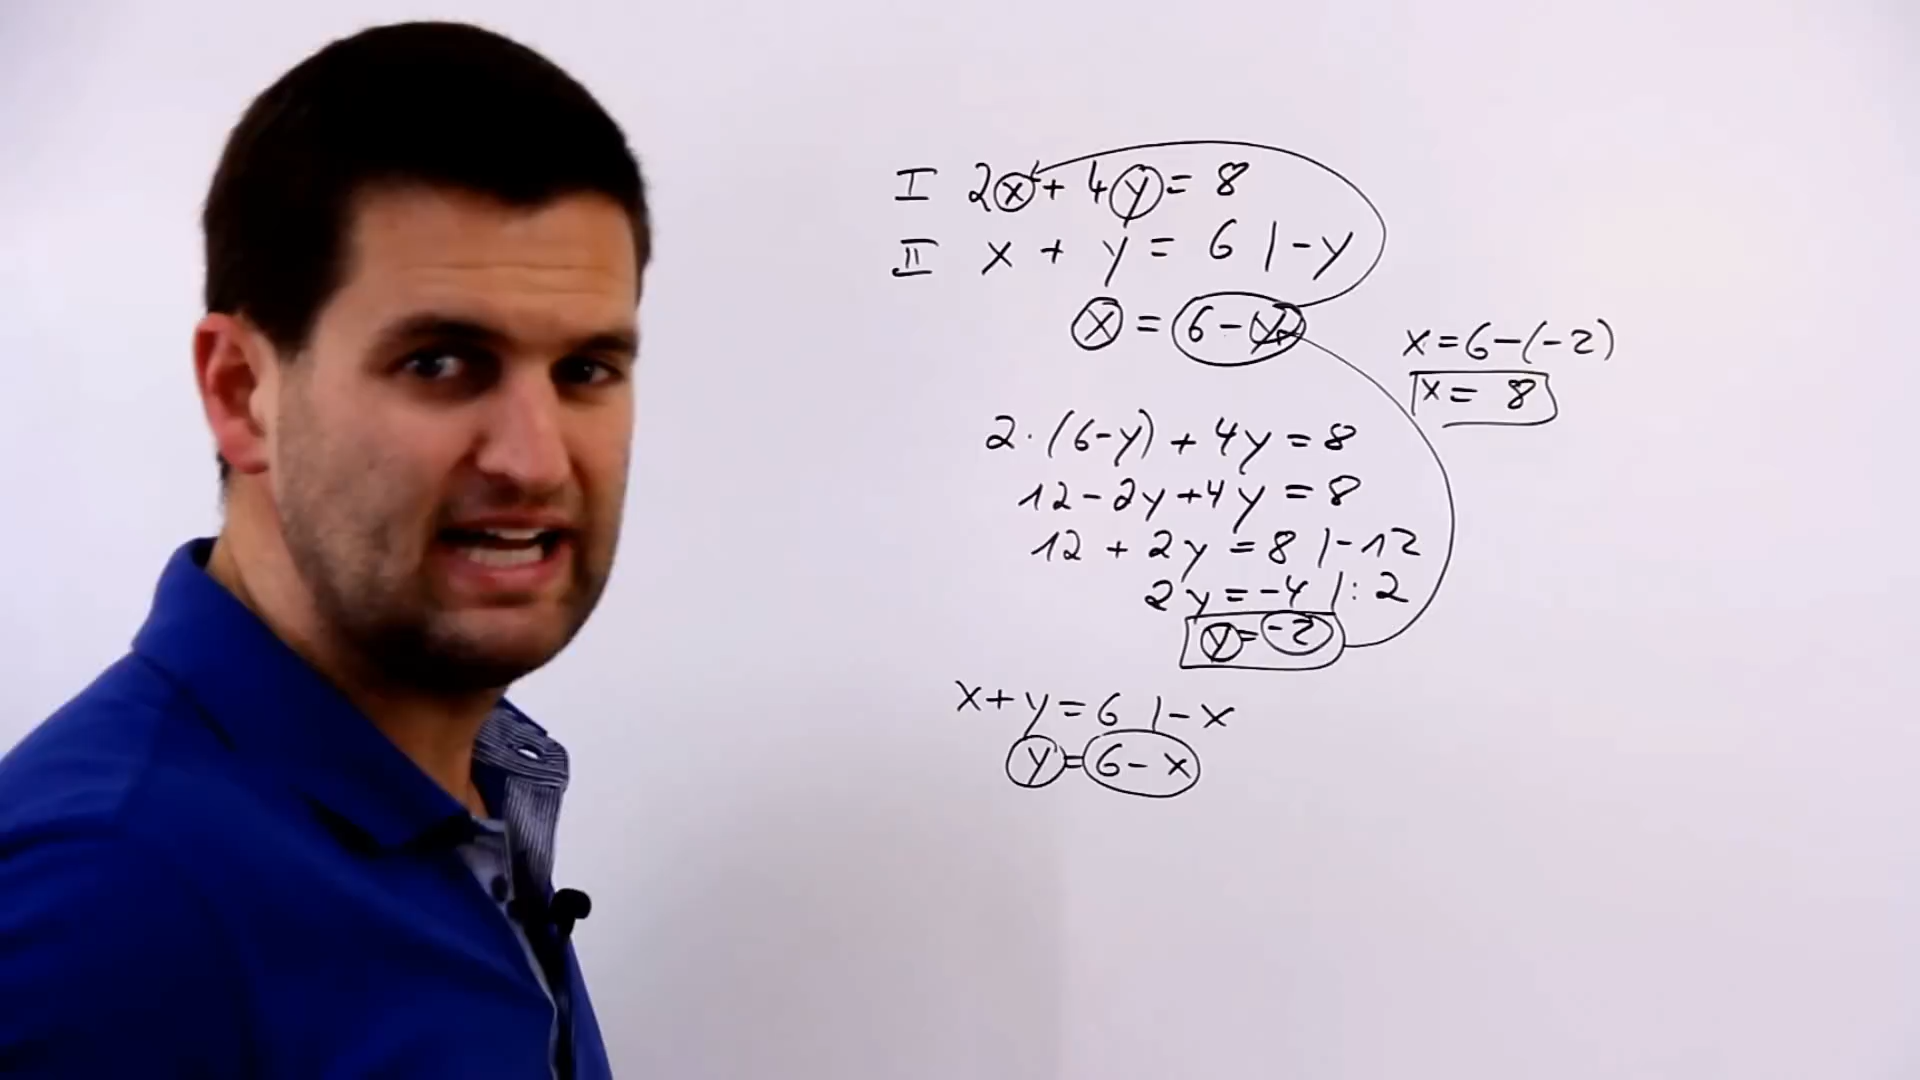 I 2x + 4y = 8
II x + y = 6 | - y
x = 6 - y
x = 6 - (-2)
x = 8
2 · (6 - y) + 4y = 8
12 - 2y + 4y = 8
12 + 2y = 8 | - 12
2y = -4 | : 2
y = -2
x + y = 6 | - x
y = 6 - x